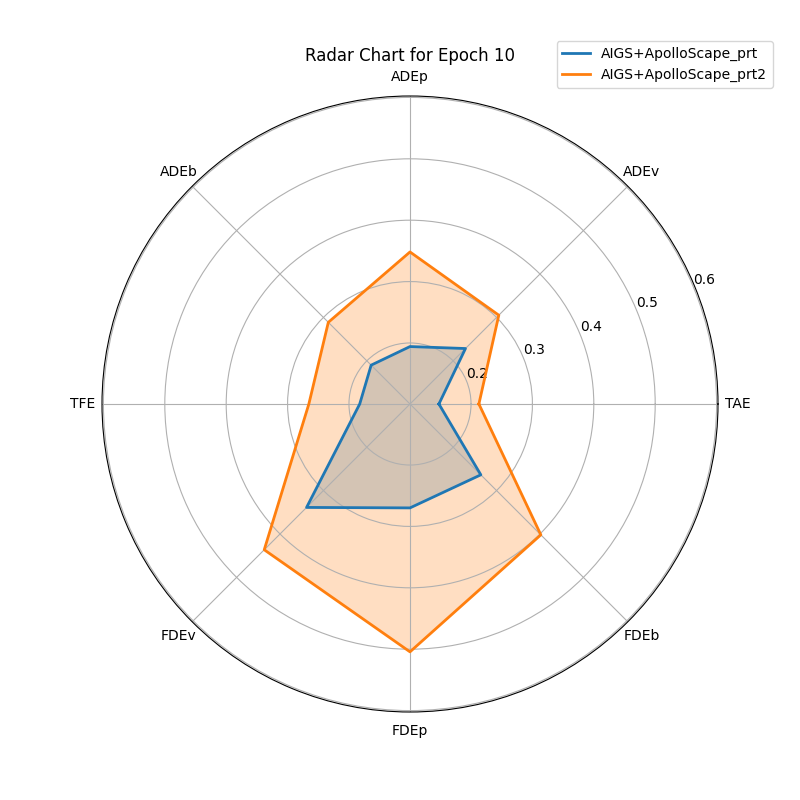 Radar Chart for Epoch 10
AIGS+ApolloScape_prt
AIGS+ApolloScape_prt2
ADEp
ADEb
ADEv
0.6
0.5
0.4
0.3
0.2
TFE
TAE
FDEv
FDEb
FDEp